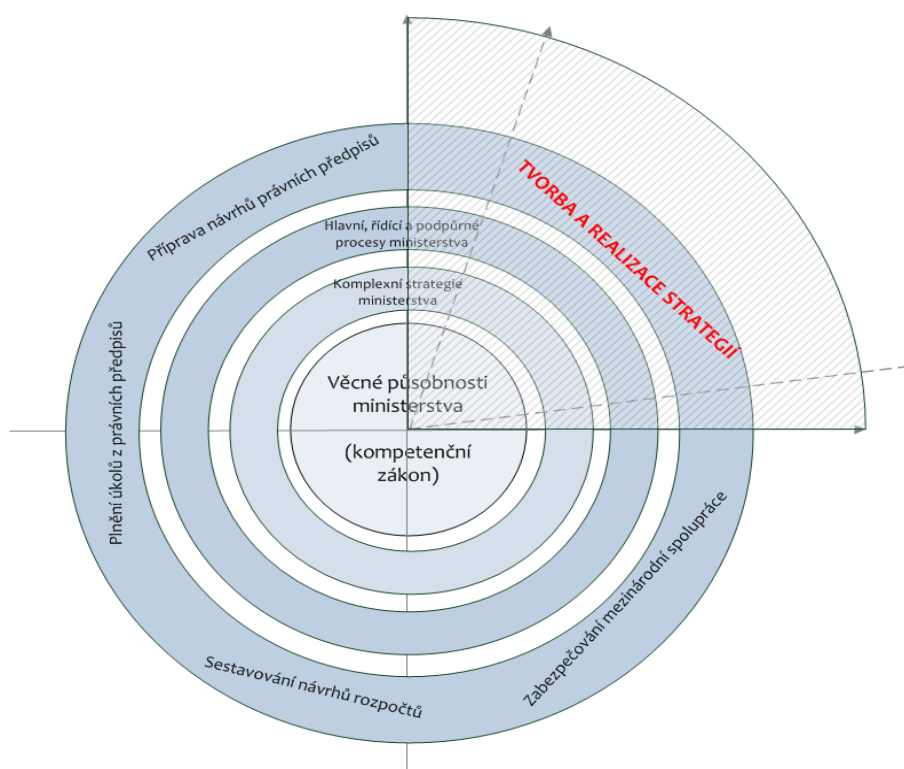 Příprava návrhů právních předpisů
TVORBA A REALIZACE STRATEGIÍ
Hlavní, řídící a podpůrné
procesy ministerstva
Komplexní strategie
ministerstva
Věcné působnosti
ministerstva
(kompetenční
zákon)
Plnění úkolů z právních předpisů
Zabezpečování mezinárodní spolupráce
Sestavování návrhů rozpočtů